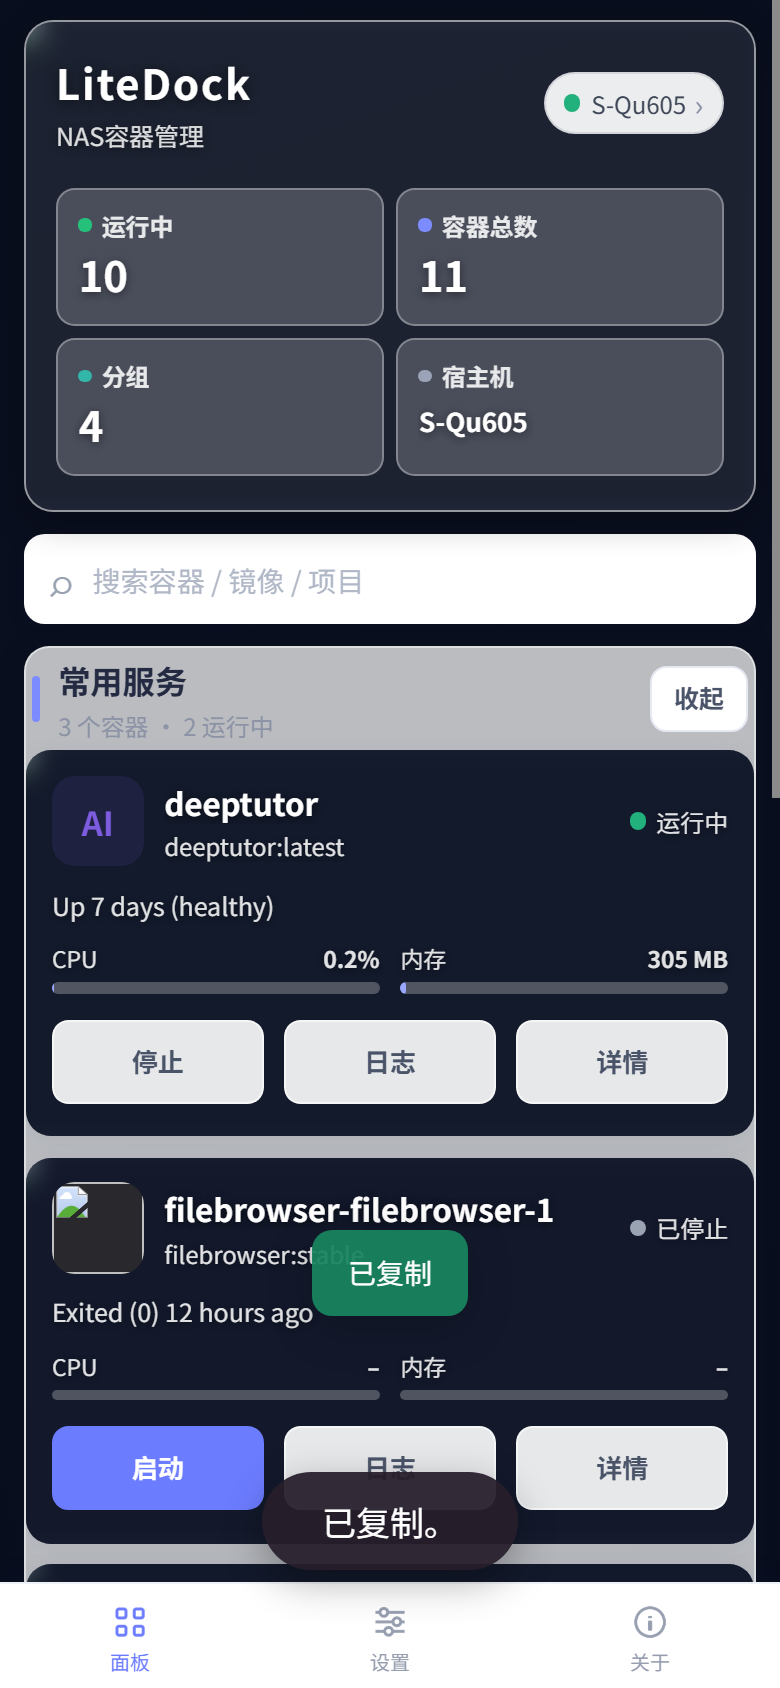 LiteDock
NAS容器管理
S-Qu605 ›
运行中
10
容器总数
11
分组
4
宿主机
S-Qu605
搜索容器 / 镜像 / 项目
常用服务
3 个容器 · 2 运行中
收起
AI
deeptutor
deeptutor:latest
运行中
Up 7 days (healthy)
CPU
0.2%
内存
305 MB
停止
日志
详情
filebrowser-filebrowser-1
filebrowser:stable
已停止
已复制
Exited (0) 12 hours ago
CPU
–
内存
–
启动
日志
详情
已复制。
面板
设置
关于